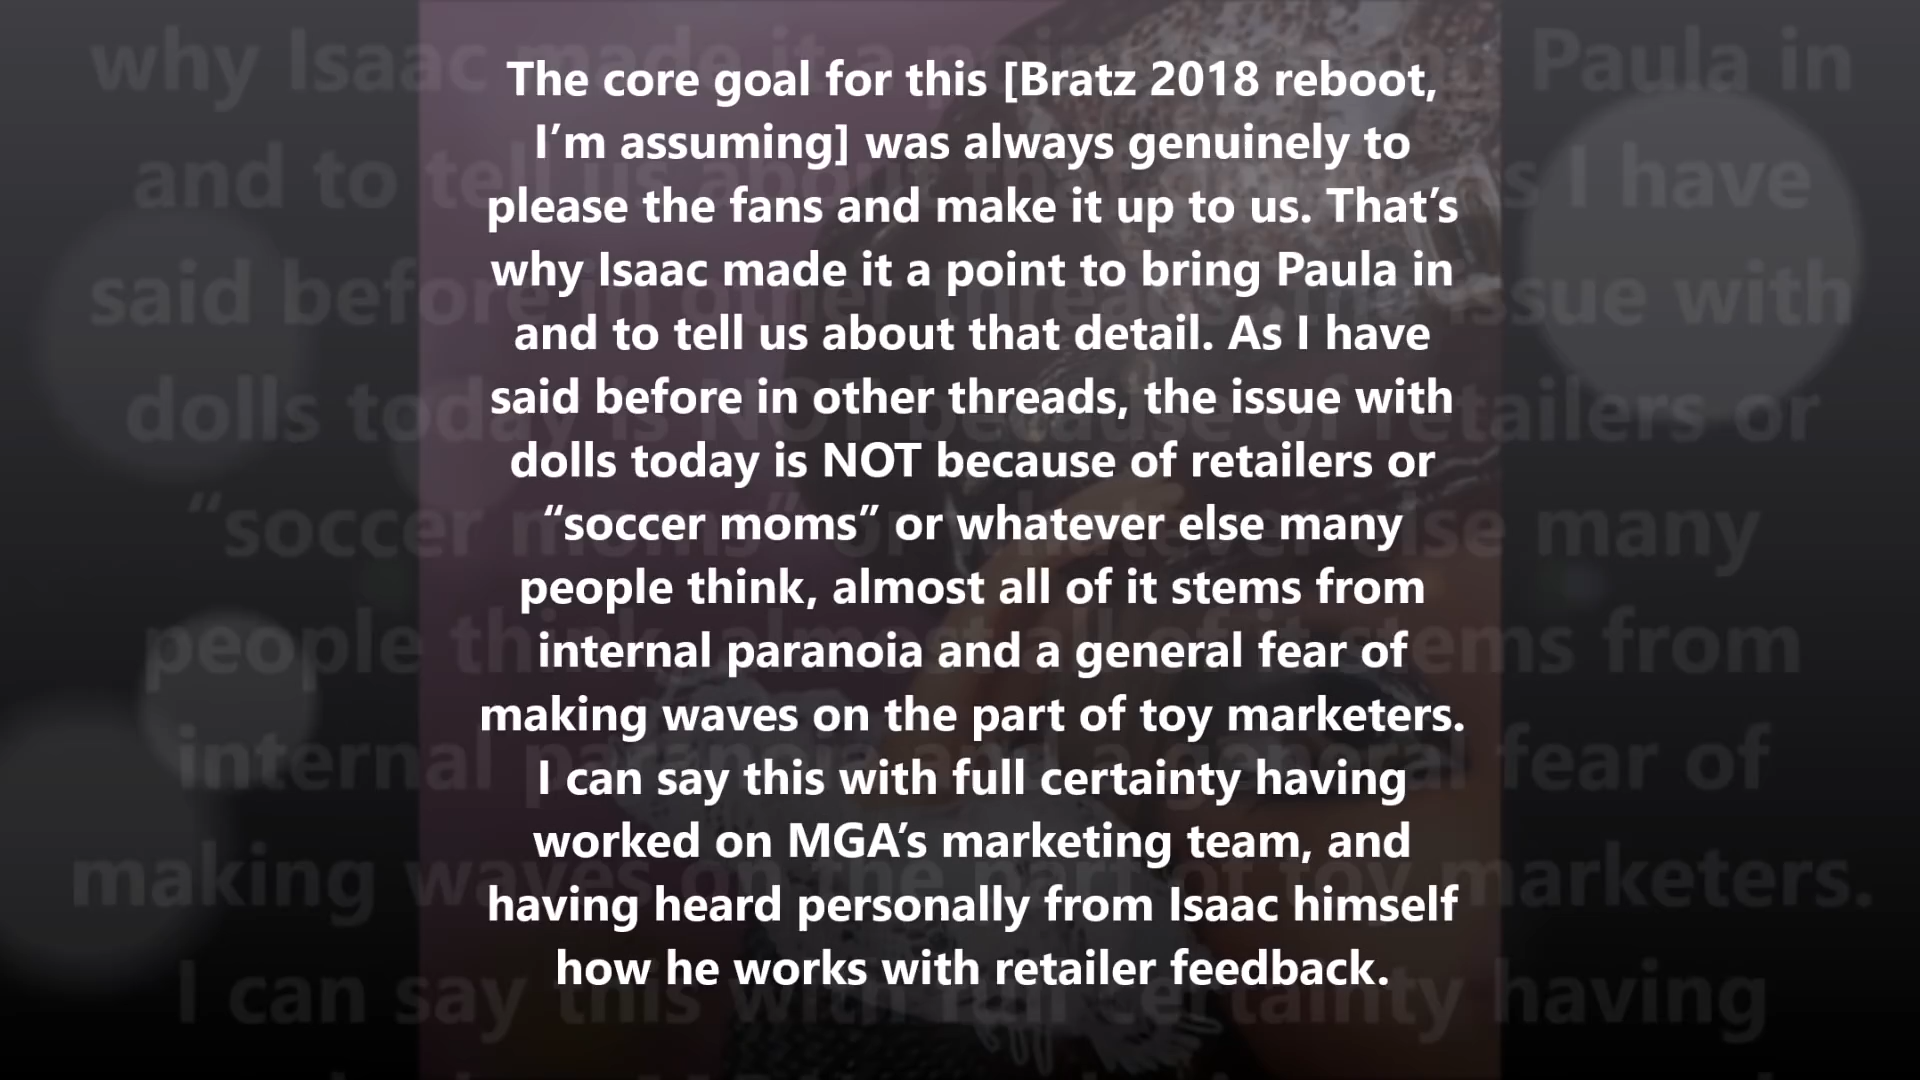 The core goal for this [Bratz 2018 reboot,
I’m assuming] was always genuinely to
please the fans and make it up to us. That’s
why Isaac made it a point to bring Paula in
and to tell us about that detail. As I have
said before in other threads, the issue with
dolls today is NOT because of retailers or
“soccer moms” or whatever else many
people think, almost all of it stems from
internal paranoia and a general fear of
making waves on the part of toy marketers.
I can say this with full certainty having
worked on MGA’s marketing team, and
having heard personally from Isaac himself
how he works with retailer feedback.